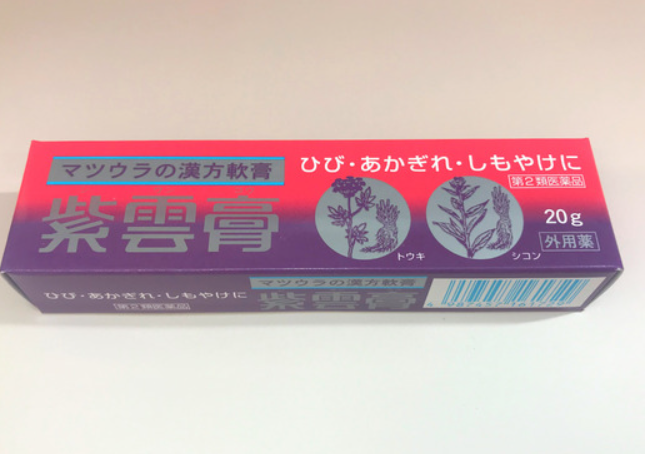 マツウラの漢方軟膏
紫雲膏
ひび・あかぎれ・しもやけに
第2類医薬品
トウキ
シコン
20g
外用薬
ひび・あかぎれ・しもやけに
第2類医薬品
マツウラの漢方軟膏
紫雲膏